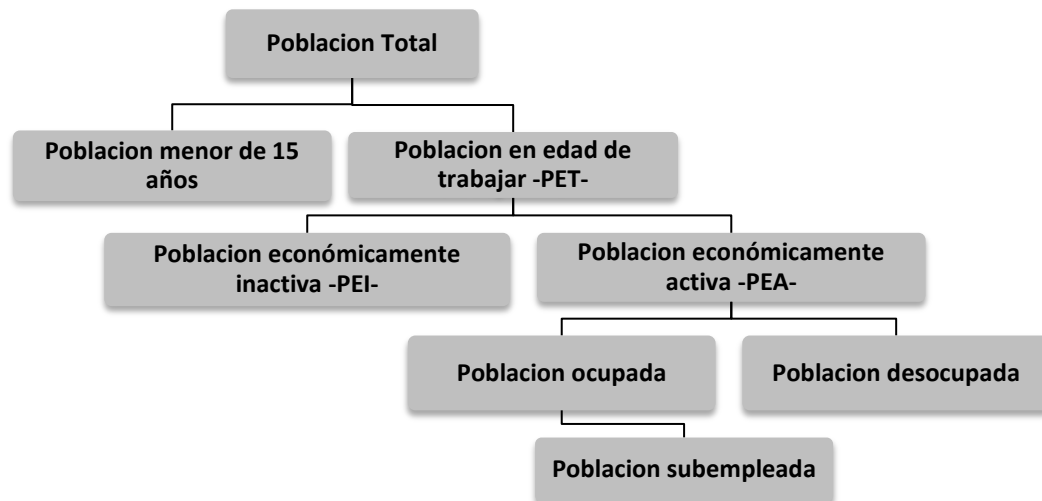 Poblacion Total
Poblacion menor de 15
años
Poblacion en edad de
trabajar -PET-
Poblacion económicamente
inactiva -PEI-
Poblacion económicamente
activa -PEA-
Poblacion ocupada
Poblacion desocupada
Poblacion subempleada